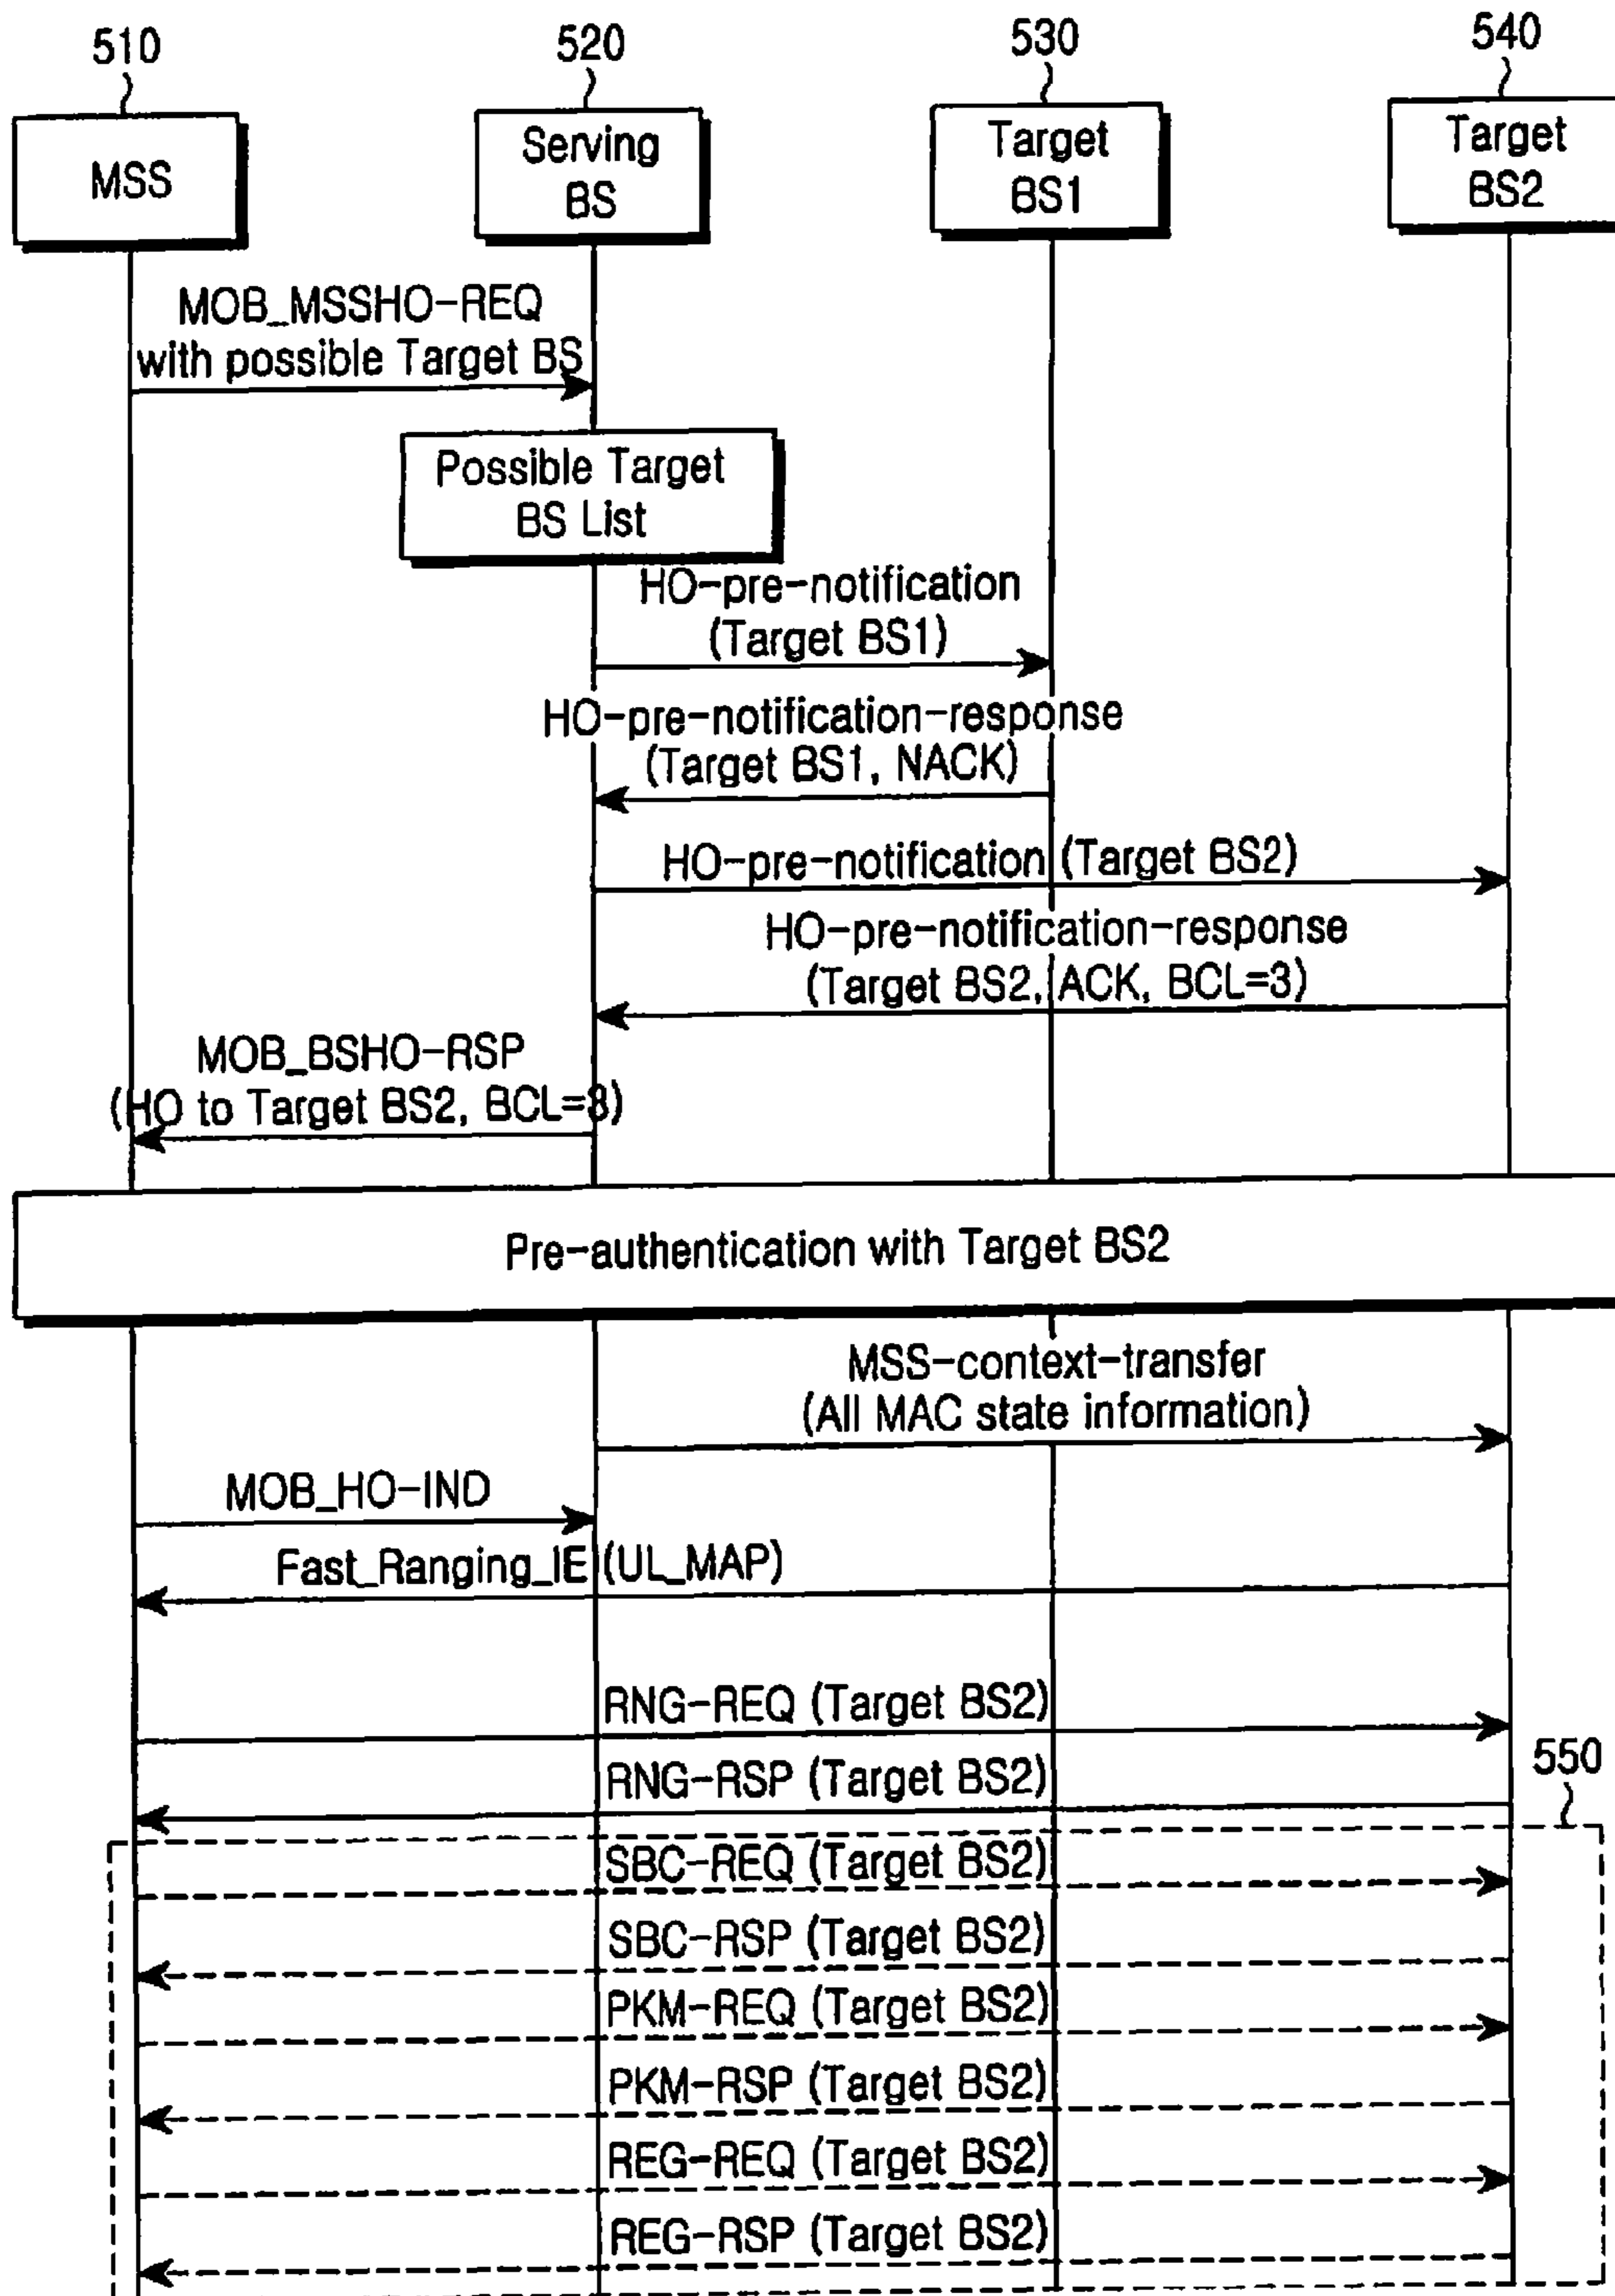 510
520
530
540
MSS
Serving
BS
Target
BS1
Target
BS2
MOB_MSSHO-REQ
with possible Target BS
Possible Target
BS List
HO-pre-notification
(Target BS1)
HO-pre-notification-response
(Target BS1, NACK)
HO-pre-notification (Target BS2)
HO-pre-notification-response
(Target BS2, ACK, BCL=3)
MOB_BSHO-RSP
(HO to Target BS2, BCL=3)
Pre-authentication with Target BS2
MSS-context-transfer
(All MAC state information)
MOB_HO-IND
Fast_Ranging_IE (UL_MAP)
RNG-REQ (Target BS2)
RNG-RSP (Target BS2)
550
SBC-REQ (Target BS2)
SBC-RSP (Target BS2)
PKM-REQ (Target BS2)
PKM-RSP (Target BS2)
REG-REQ (Target BS2)
REG-RSP (Target BS2)